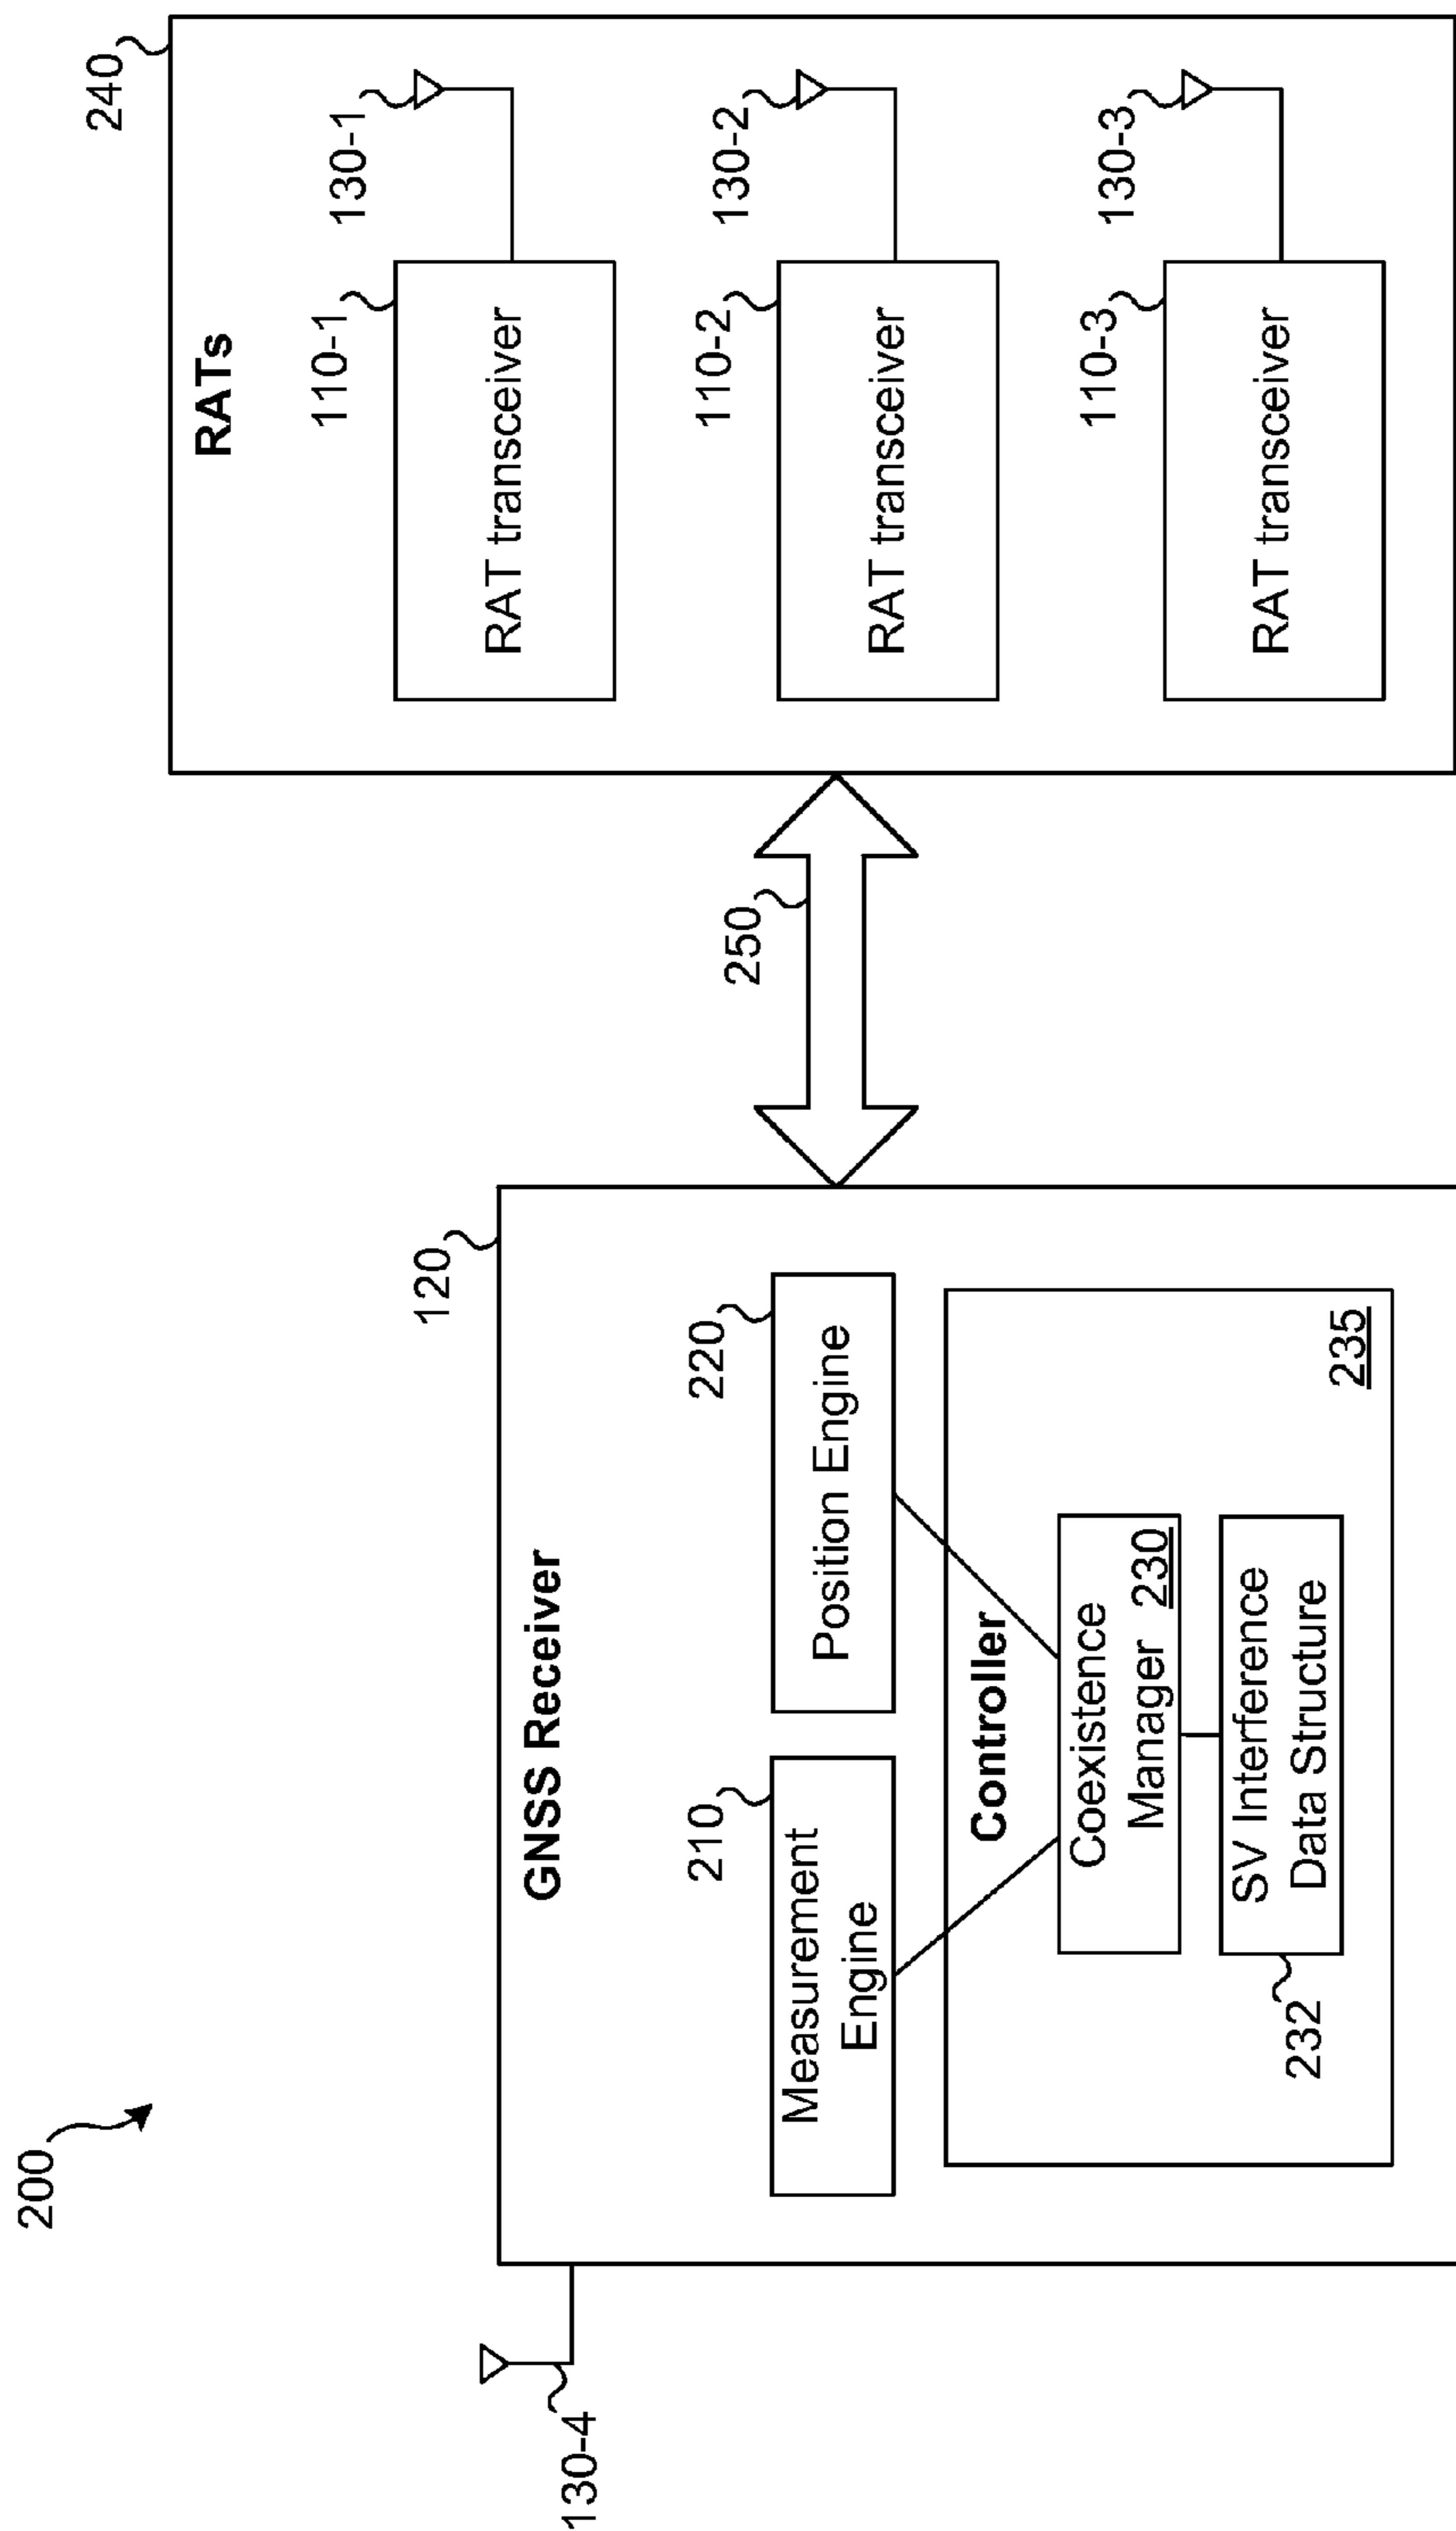 200
130-4
GNSS Receiver
120
210
Measurement
Engine
220
Position Engine
Controller
Coexistence
Manager 230
SV Interference
Data Structure
232
235
250
240
RATs
110-1
RAT transceiver
130-1
110-2
RAT transceiver
130-2
110-3
RAT transceiver
130-3